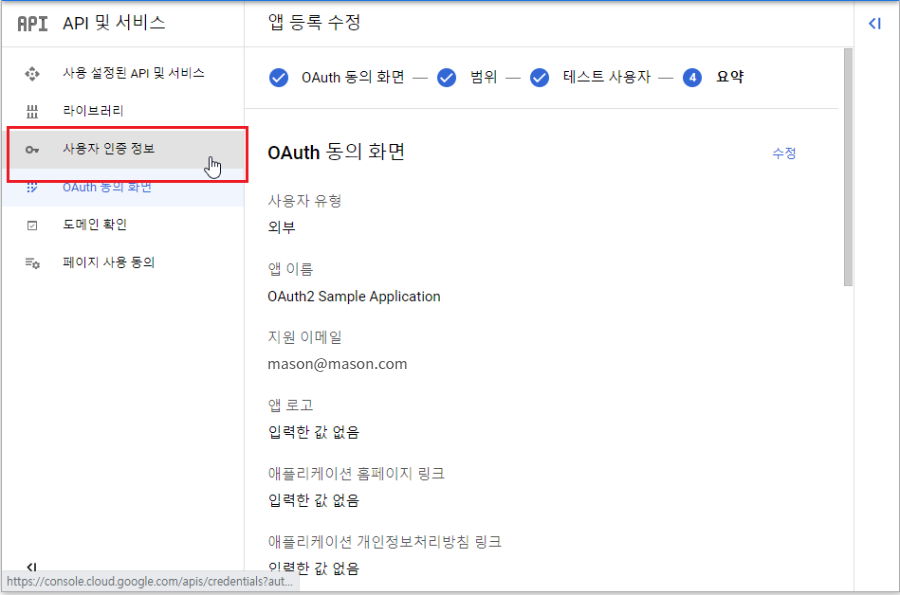 API API 및 서비스
앱 등록 수정
사용 설정된 API 및 서비스
라이브러리
사용자 인증 정보
OAuth 동의 화면
도메인 확인
페이지 사용 동의
OAuth 동의 화면 — 범위 — 테스트 사용자 — 4 요약
OAuth 동의 화면
수정
사용자 유형
외부
앱 이름
OAuth2 Sample Application
지원 이메일
mason@mason.com
앱 로고
입력한 값 없음
애플리케이션 홈페이지 링크
입력한 값 없음
애플리케이션 개인정보처리방침 링크
입력한 값 없음
https://console.cloud.google.com/apis/credentials?aut...